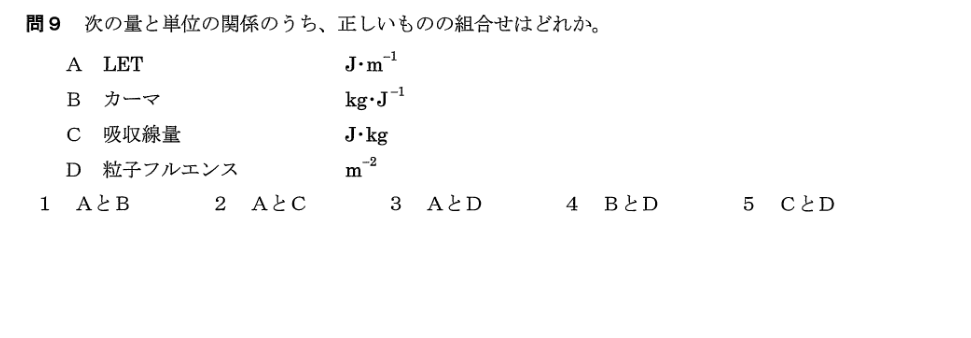 問9 次の量と単位の関係のうち、正しいものの組合せはどれか。
A LET J·m⁻¹
B カーマ kg·J⁻¹
C 吸収線量 J·kg
D 粒子フルエンス m⁻²
1 AとB 2 AとC 3 AとD 4 BとD 5 CとD